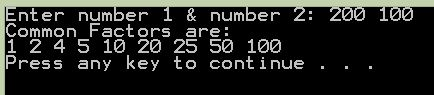 Enter number 1 & number 2: 200 100
Common Factors are:
1 2 4 5 10 20 25 50 100
Press any key to continue . . .